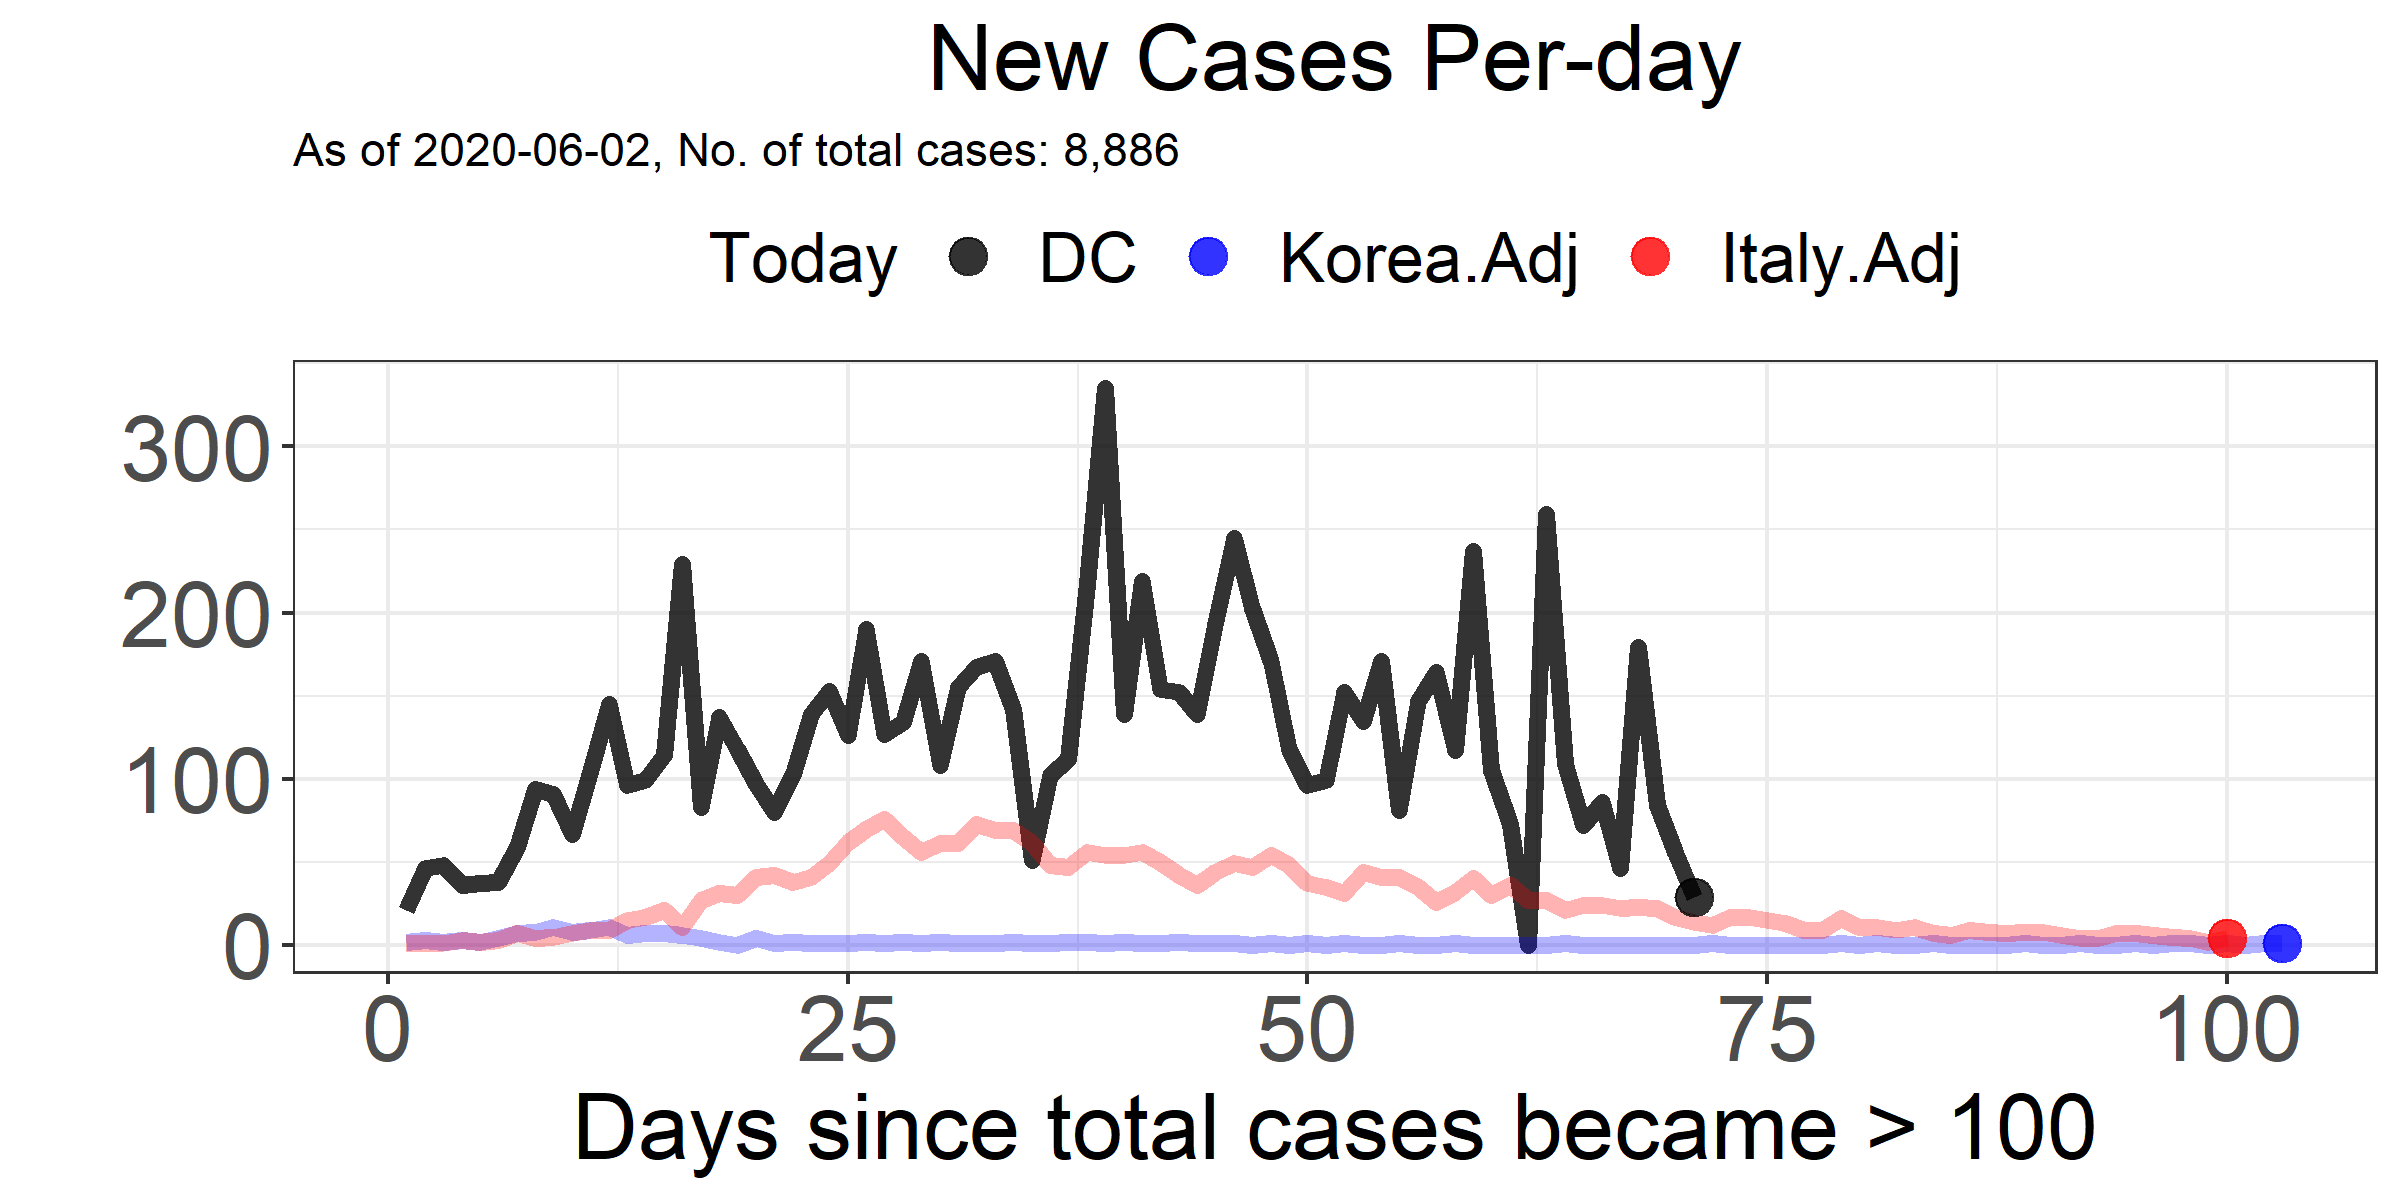 New Cases Per-day
As of 2020-06-02, No. of total cases: 8,886
Today DC Korea.Adj Italy.Adj
300
200
100
0
0 25 50 75 100
Days since total cases became > 100